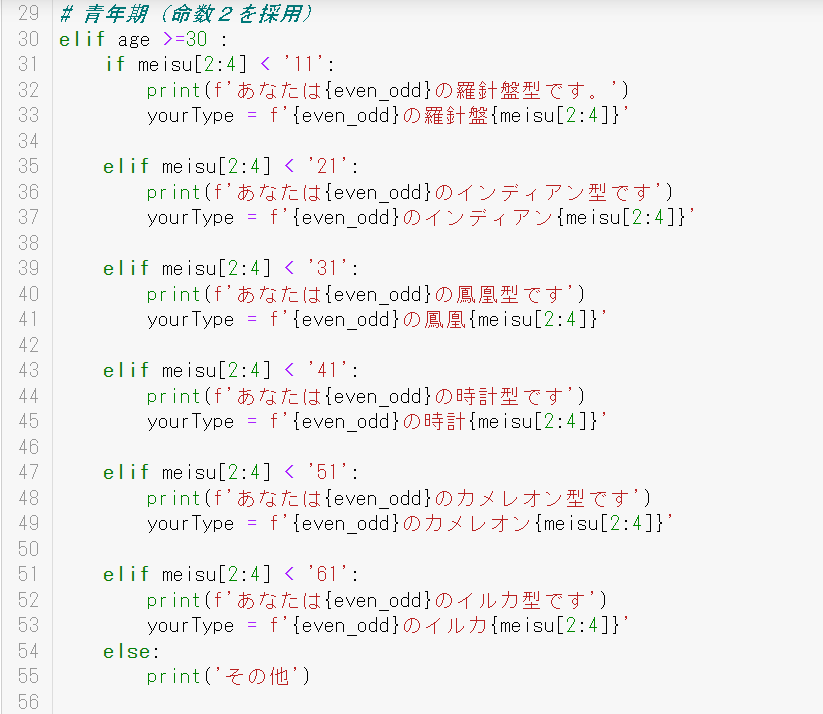 29 # 青年期（命数２を採用）
30 elif age >=30 :
31     if meisu[2:4] < '11':
32         print(f'あなたは{even_odd}の羅針盤型です。')
33         yourType = f'{even_odd}の羅針盤{meisu[2:4]}'
34
35     elif meisu[2:4] < '21':
36         print(f'あなたは{even_odd}のインディアン型です')
37         yourType = f'{even_odd}のインディアン{meisu[2:4]}'
38
39     elif meisu[2:4] < '31':
40         print(f'あなたは{even_odd}の鳳凰型です')
41         yourType = f'{even_odd}の鳳凰{meisu[2:4]}'
42
43     elif meisu[2:4] < '41':
44         print(f'あなたは{even_odd}の時計型です')
45         yourType = f'{even_odd}の時計{meisu[2:4]}'
46
47     elif meisu[2:4] < '51':
48         print(f'あなたは{even_odd}のカメレオン型です')
49         yourType = f'{even_odd}のカメレオン{meisu[2:4]}'
50
51     elif meisu[2:4] < '61':
52         print(f'あなたは{even_odd}のイルカ型です')
53         yourType = f'{even_odd}のイルカ{meisu[2:4]}'
54     else:
55         print('その他')
56